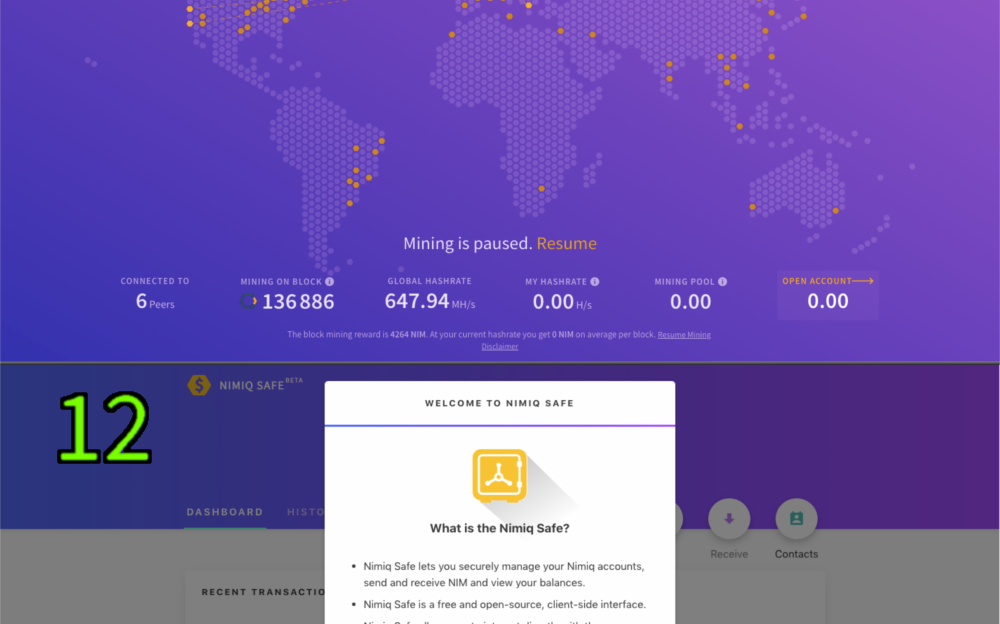 Mining is paused. Resume
CONNECTED TO
6 Peers
MINING ON BLOCK
136 886
GLOBAL HASHRATE
647.94 MH/s
MY HASHRATE
0.00 H/s
MINING POOL
0.00
OPEN ACCOUNT
0.00
The block mining reward is 4264 NIM. At your current hashrate you get 0 NIM on average per block. Resume Mining
Disclaimer
12
NIMIQ SAFE BETA
WELCOME TO NIMIQ SAFE
What is the Nimiq Safe?
DASHBOARD
HISTO
Receive
Contacts
• Nimiq Safe lets you securely manage your Nimiq accounts,
send and receive NIM and view your balances.
RECENT TRANSACTIO
• Nimiq Safe is a free and open-source, client-side interface.